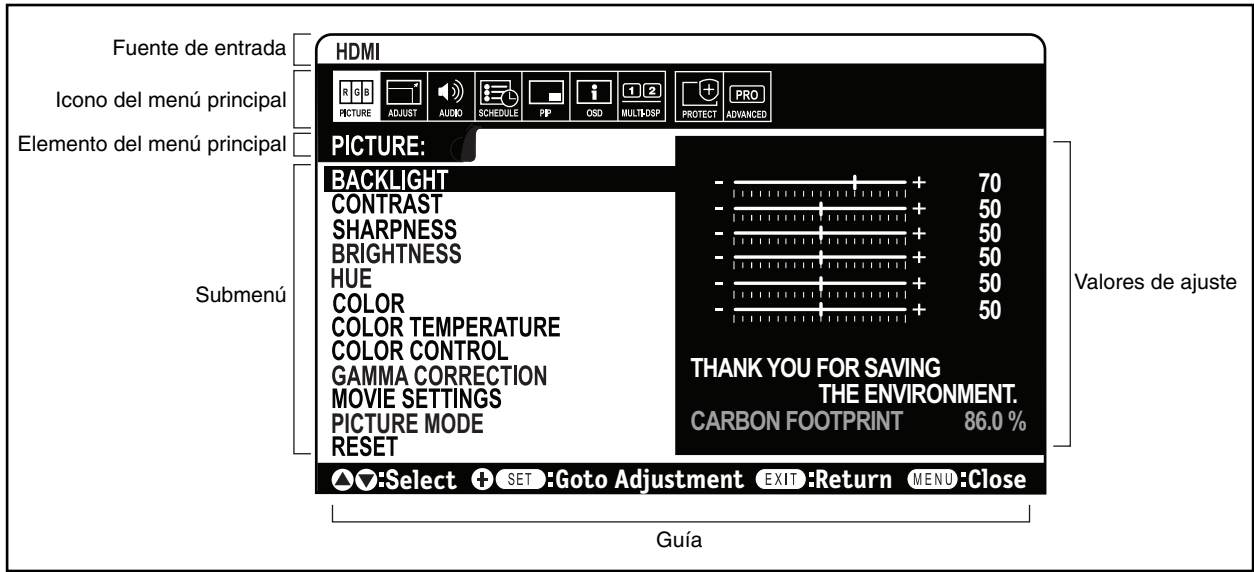 Fuente de entrada
HDMI
Icono del menú principal
R G B
PICTURE
ADJUST
AUDIO
SCHEDULE
PIP
i
OSD
1 2
MULTI-DSP
PROTECT
PRO
ADVANCED
Elemento del menú principal
PICTURE:
Submenú
BACKLIGHT - + 70
CONTRAST - + 50
SHARPNESS - + 50
BRIGHTNESS - + 50
HUE - + 50
COLOR - + 50
COLOR TEMPERATURE
COLOR CONTROL
GAMMA CORRECTION
MOVIE SETTINGS
PICTURE MODE
RESET
THANK YOU FOR SAVING
THE ENVIRONMENT.
CARBON FOOTPRINT 86.0 %
Valores de ajuste
:Select + SET :Goto Adjustment EXIT:Return MENU:Close
Guía